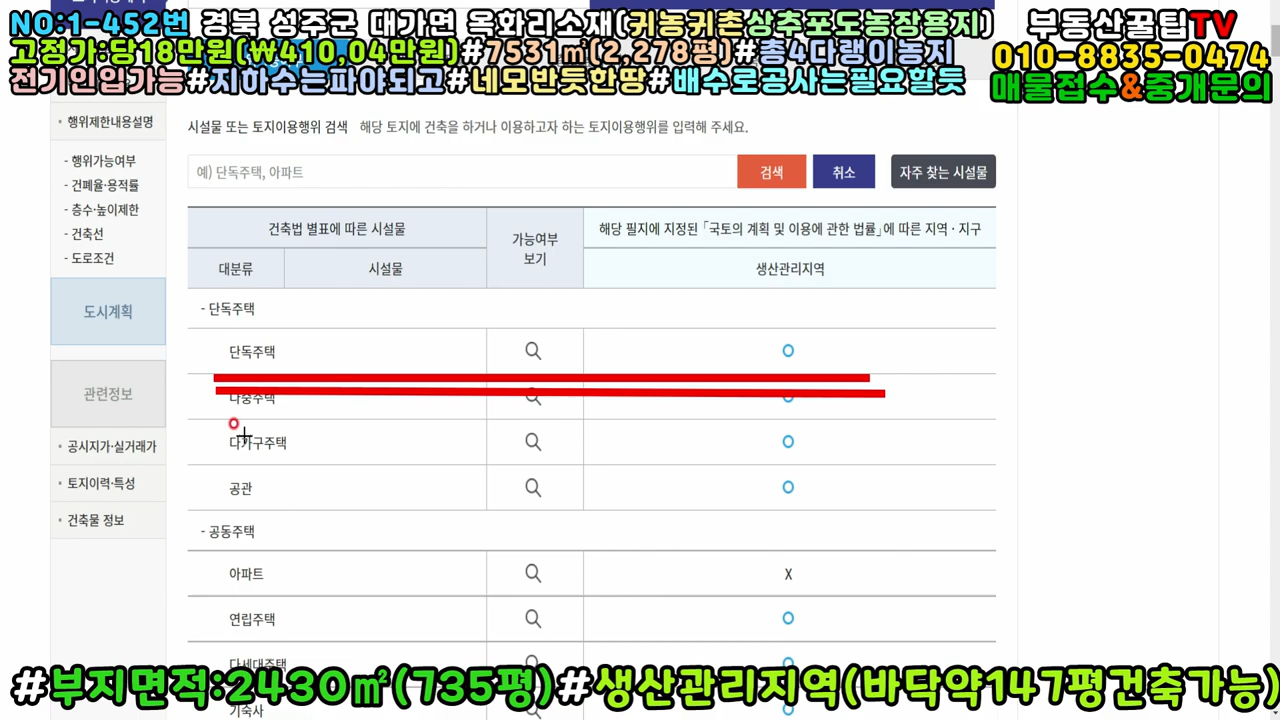 NO:1-452번 경북 성주군 대가면 옥화리소재(귀농귀촌상추포도농장용지)
고정가:당18만원(₩410,04만원)#7531㎡(2,278평)#총4다랭이농지
전기인입가능#지하수는파야되고#네모반듯한땅#배수로공사는필요할듯
부동산꿀팁TV
010-8835-0474
매물접수&중개문의
행위제한내용설명
- 행위가능여부
- 건폐율·용적률
- 층수·높이제한
- 건축선
- 도로조건
도시계획
관련정보
공시지가·실거래가
토지이력·특성
건축물 정보
시설물 또는 토지이용행위 검색 해당 토지에 건축을 하거나 이용하고자 하는 토지이용행위를 입력해 주세요.
예) 단독주택, 아파트 검색 취소 자주 찾는 시설물
건축법 별표에 따른 시설물 가능여부 보기 해당 필지에 지정된 「국토의 계획 및 이용에 관한 법률」에 따른 지역·지구
대분류 시설물 생산관리지역
- 단독주택
단독주택 O
다중주택 O
다가구주택 O
공관 O
- 공동주택
아파트 X
연립주택 O
다세대주택 O
기숙사 O
#부지면적:2430㎡(735평)#생산관리지역(바닥약147평건축가능)